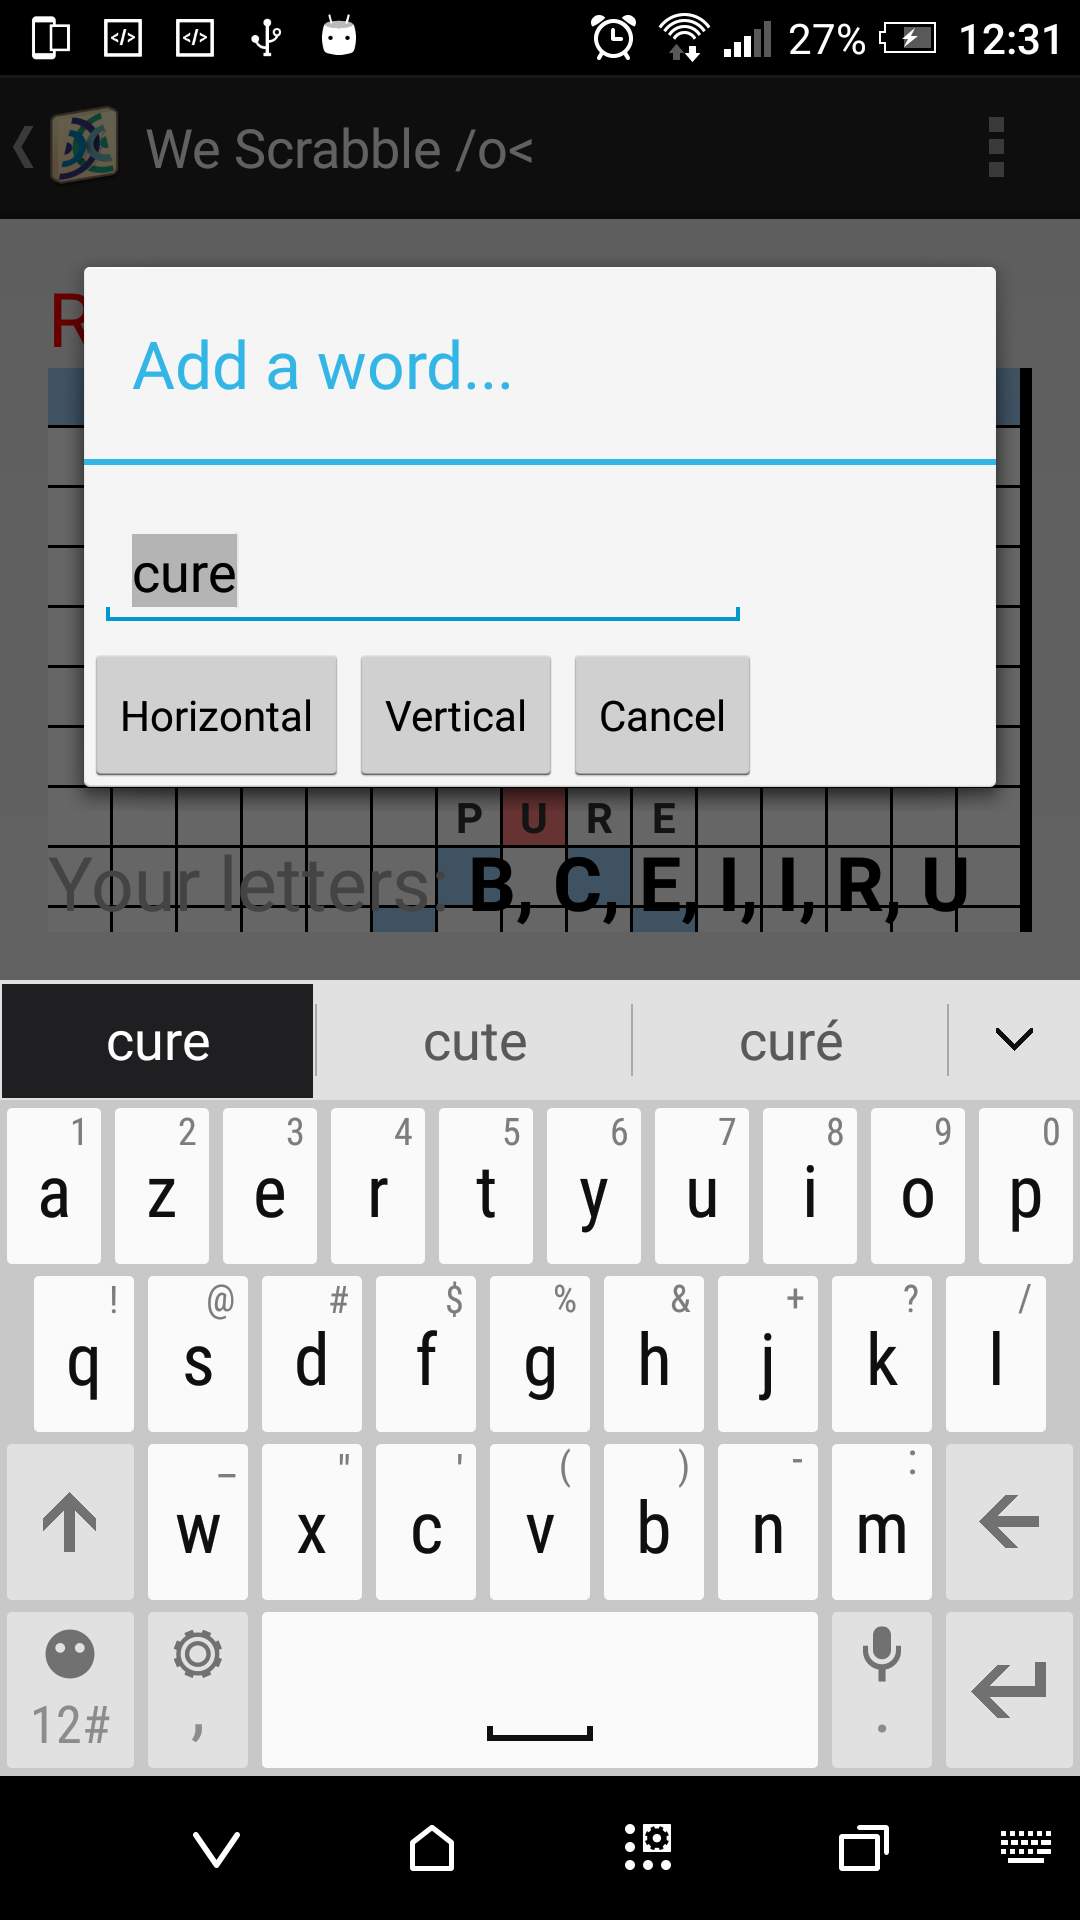 27% 12:31
We Scrabble /o<
R
Add a word...
cure
Horizontal Vertical Cancel
P U R E
Your letters: B, C, E, I, I, R, U
cure cute curé
1 2 3 4 5 6 7 8 9 0
a z e r t y u i o p
! @ # $ % & + ? /
q s d f g h j k l
_ " ' ( ) - :
w x c v b n m
12# , .